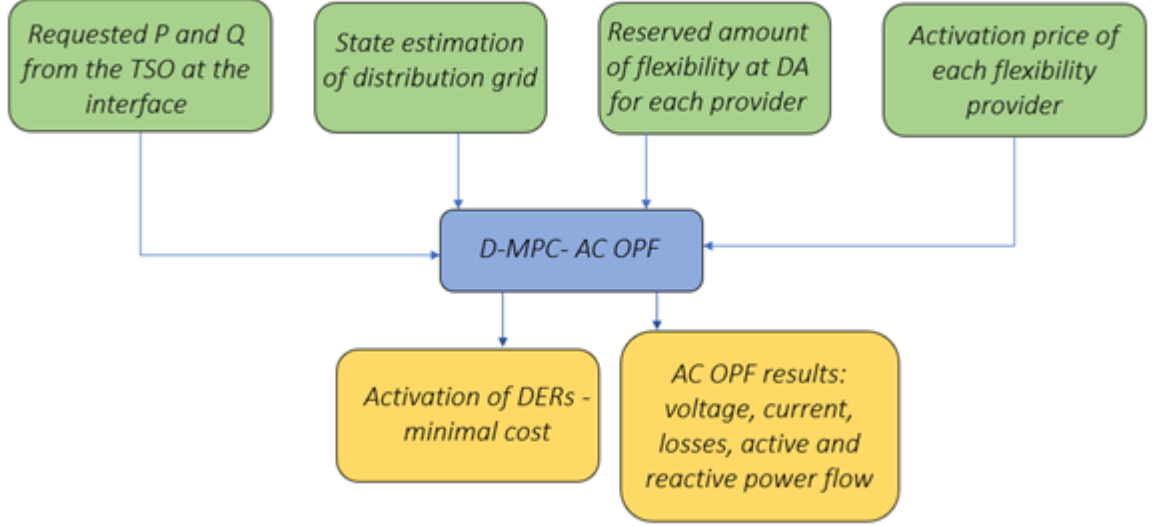 Requested P and Q
from the TSO at the
interface
State estimation
of distribution grid
Reserved amount
of flexibility at DA
for each provider
Activation price of
each flexibility
provider
D-MPC- AC OPF
Activation of DERs -
minimal cost
AC OPF results:
voltage, current,
losses, active and
reactive power flow